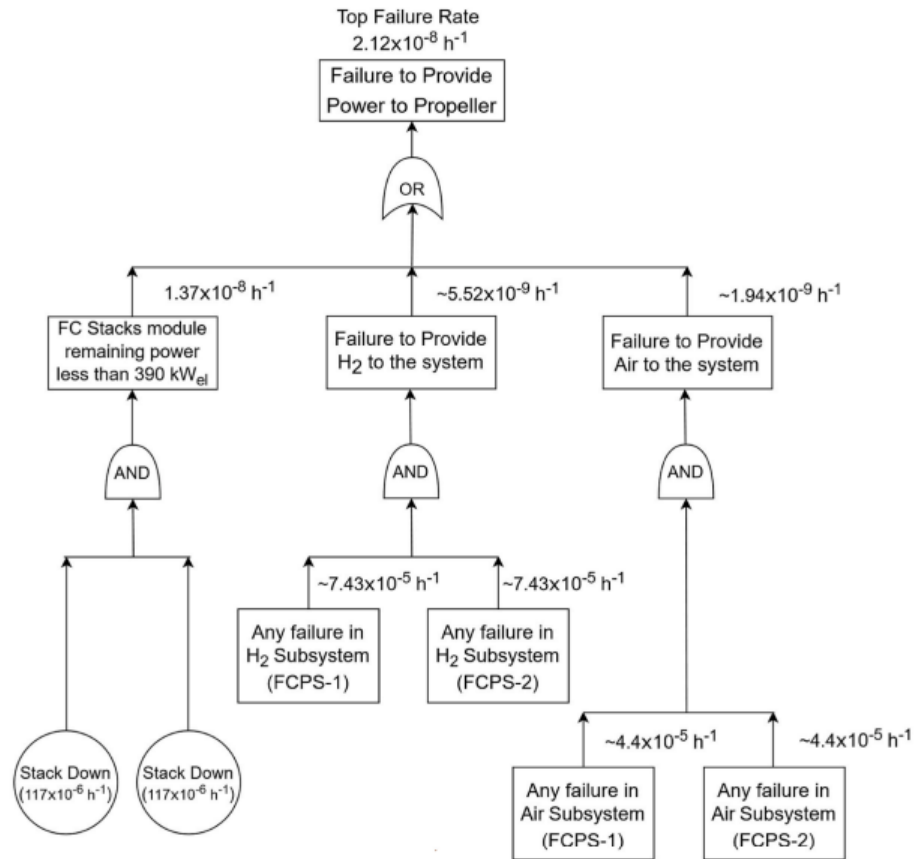 Top Failure Rate
2.12x10⁻⁸ h⁻¹
Failure to Provide
Power to Propeller
OR
1.37x10⁻⁸ h⁻¹
~5.52x10⁻⁹ h⁻¹
~1.94x10⁻⁹ h⁻¹
FC Stacks module
remaining power
less than 390 kWₑₗ
Failure to Provide
H₂ to the system
Failure to Provide
Air to the system
AND
AND
AND
~7.43x10⁻⁵ h⁻¹
~7.43x10⁻⁵ h⁻¹
Any failure in
H₂ Subsystem
(FCPS-1)
Any failure in
H₂ Subsystem
(FCPS-2)
~4.4x10⁻⁵ h⁻¹
~4.4x10⁻⁵ h⁻¹
Stack Down
(117x10⁻⁶ h⁻¹)
Stack Down
(117x10⁻⁶ h⁻¹)
Any failure in
Air Subsystem
(FCPS-1)
Any failure in
Air Subsystem
(FCPS-2)